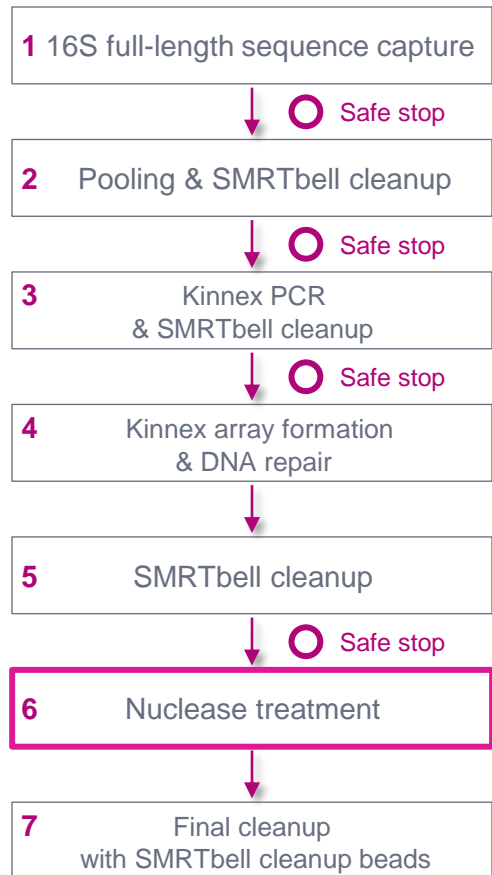 1 16S full-length sequence capture
Safe stop
2 Pooling & SMRTbell cleanup
Safe stop
3 Kinnex PCR
& SMRTbell cleanup
Safe stop
4 Kinnex array formation
& DNA repair
5 SMRTbell cleanup
Safe stop
6 Nuclease treatment
7 Final cleanup
with SMRTbell cleanup beads